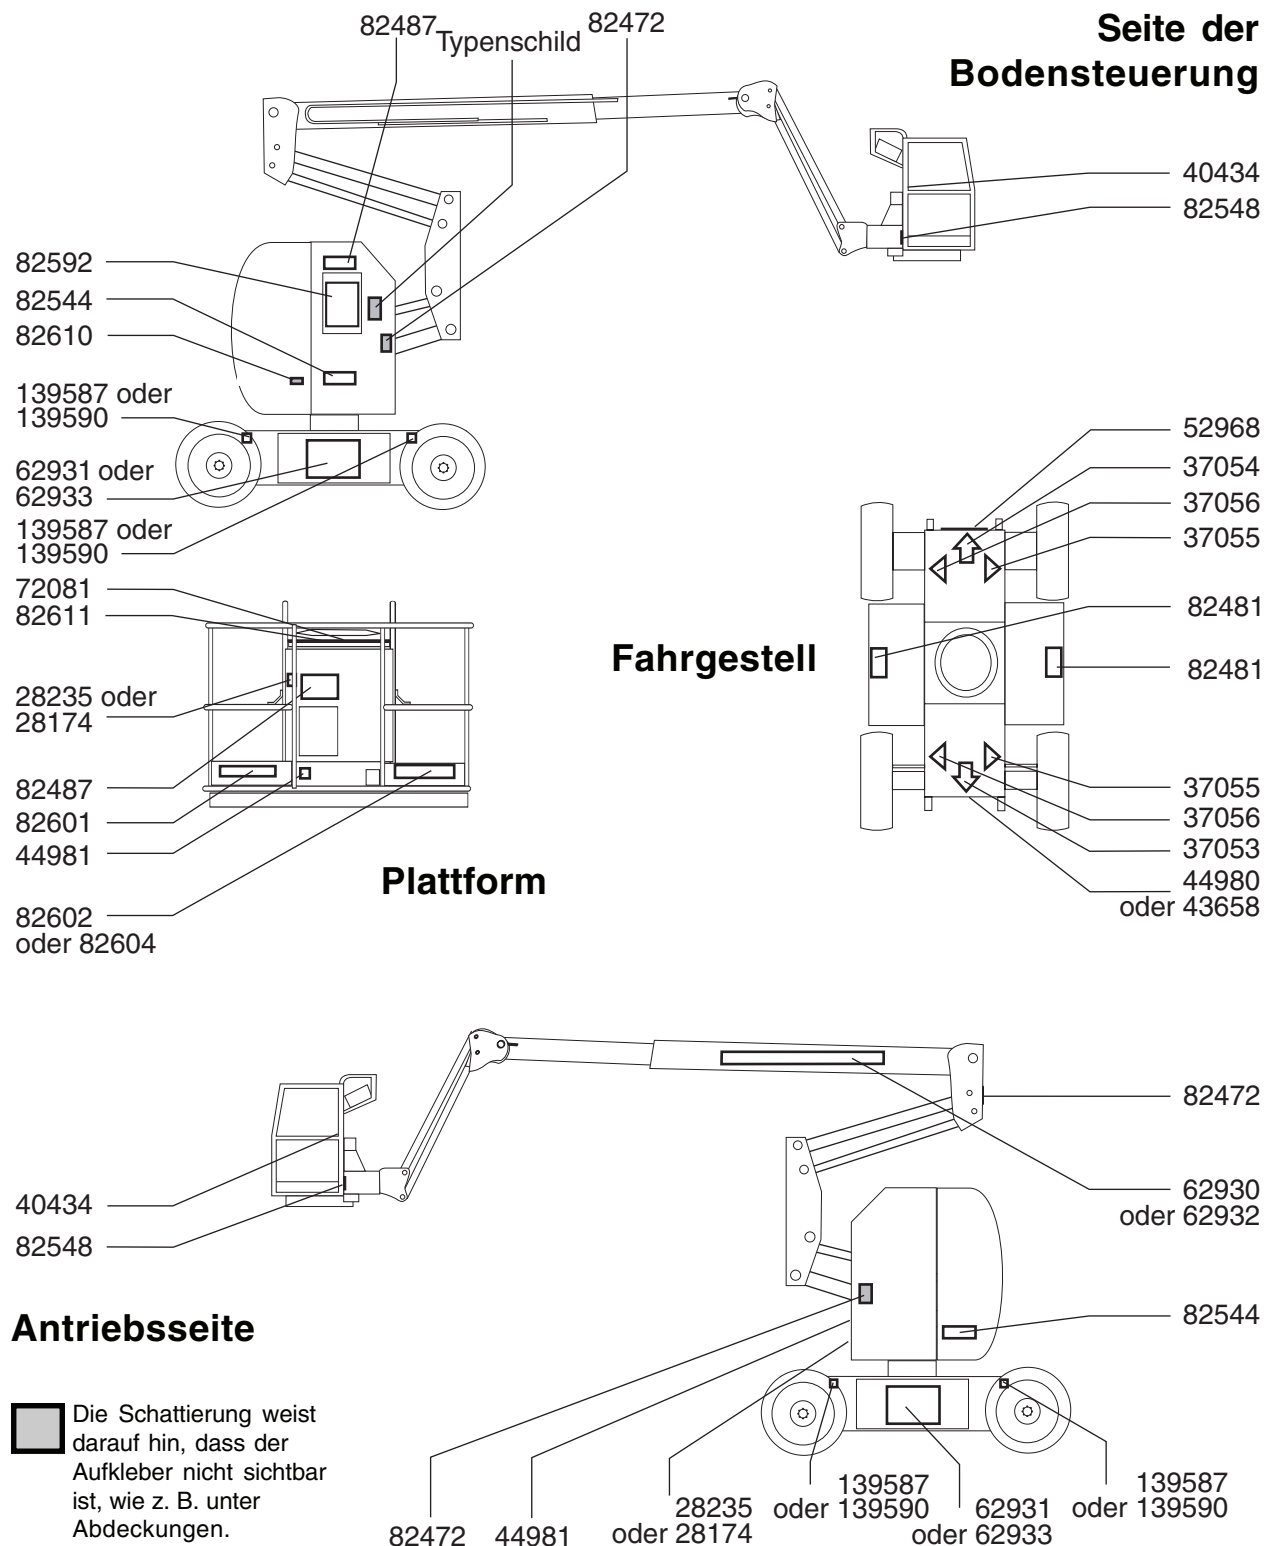 82487
Typenschild
82472
Seite der
Bodensteuerung
40434
82548
82592
82544
82610
139587 oder
139590
62931 oder
62933
139587 oder
139590
72081
82611
28235 oder
28174
82487
82601
44981
82602
oder 82604
Plattform
Fahrgestell
52968
37054
37056
37055
82481
82481
37055
37056
37053
44980
oder 43658
82472
62930
oder 62932
82544
40434
82548
Antriebsseite
Die Schattierung weist
darauf hin, dass der
Aufkleber nicht sichtbar
ist, wie z. B. unter
Abdeckungen.
82472
44981
28235
oder 28174
139587
oder 139590
62931
oder 62933
139587
oder 139590